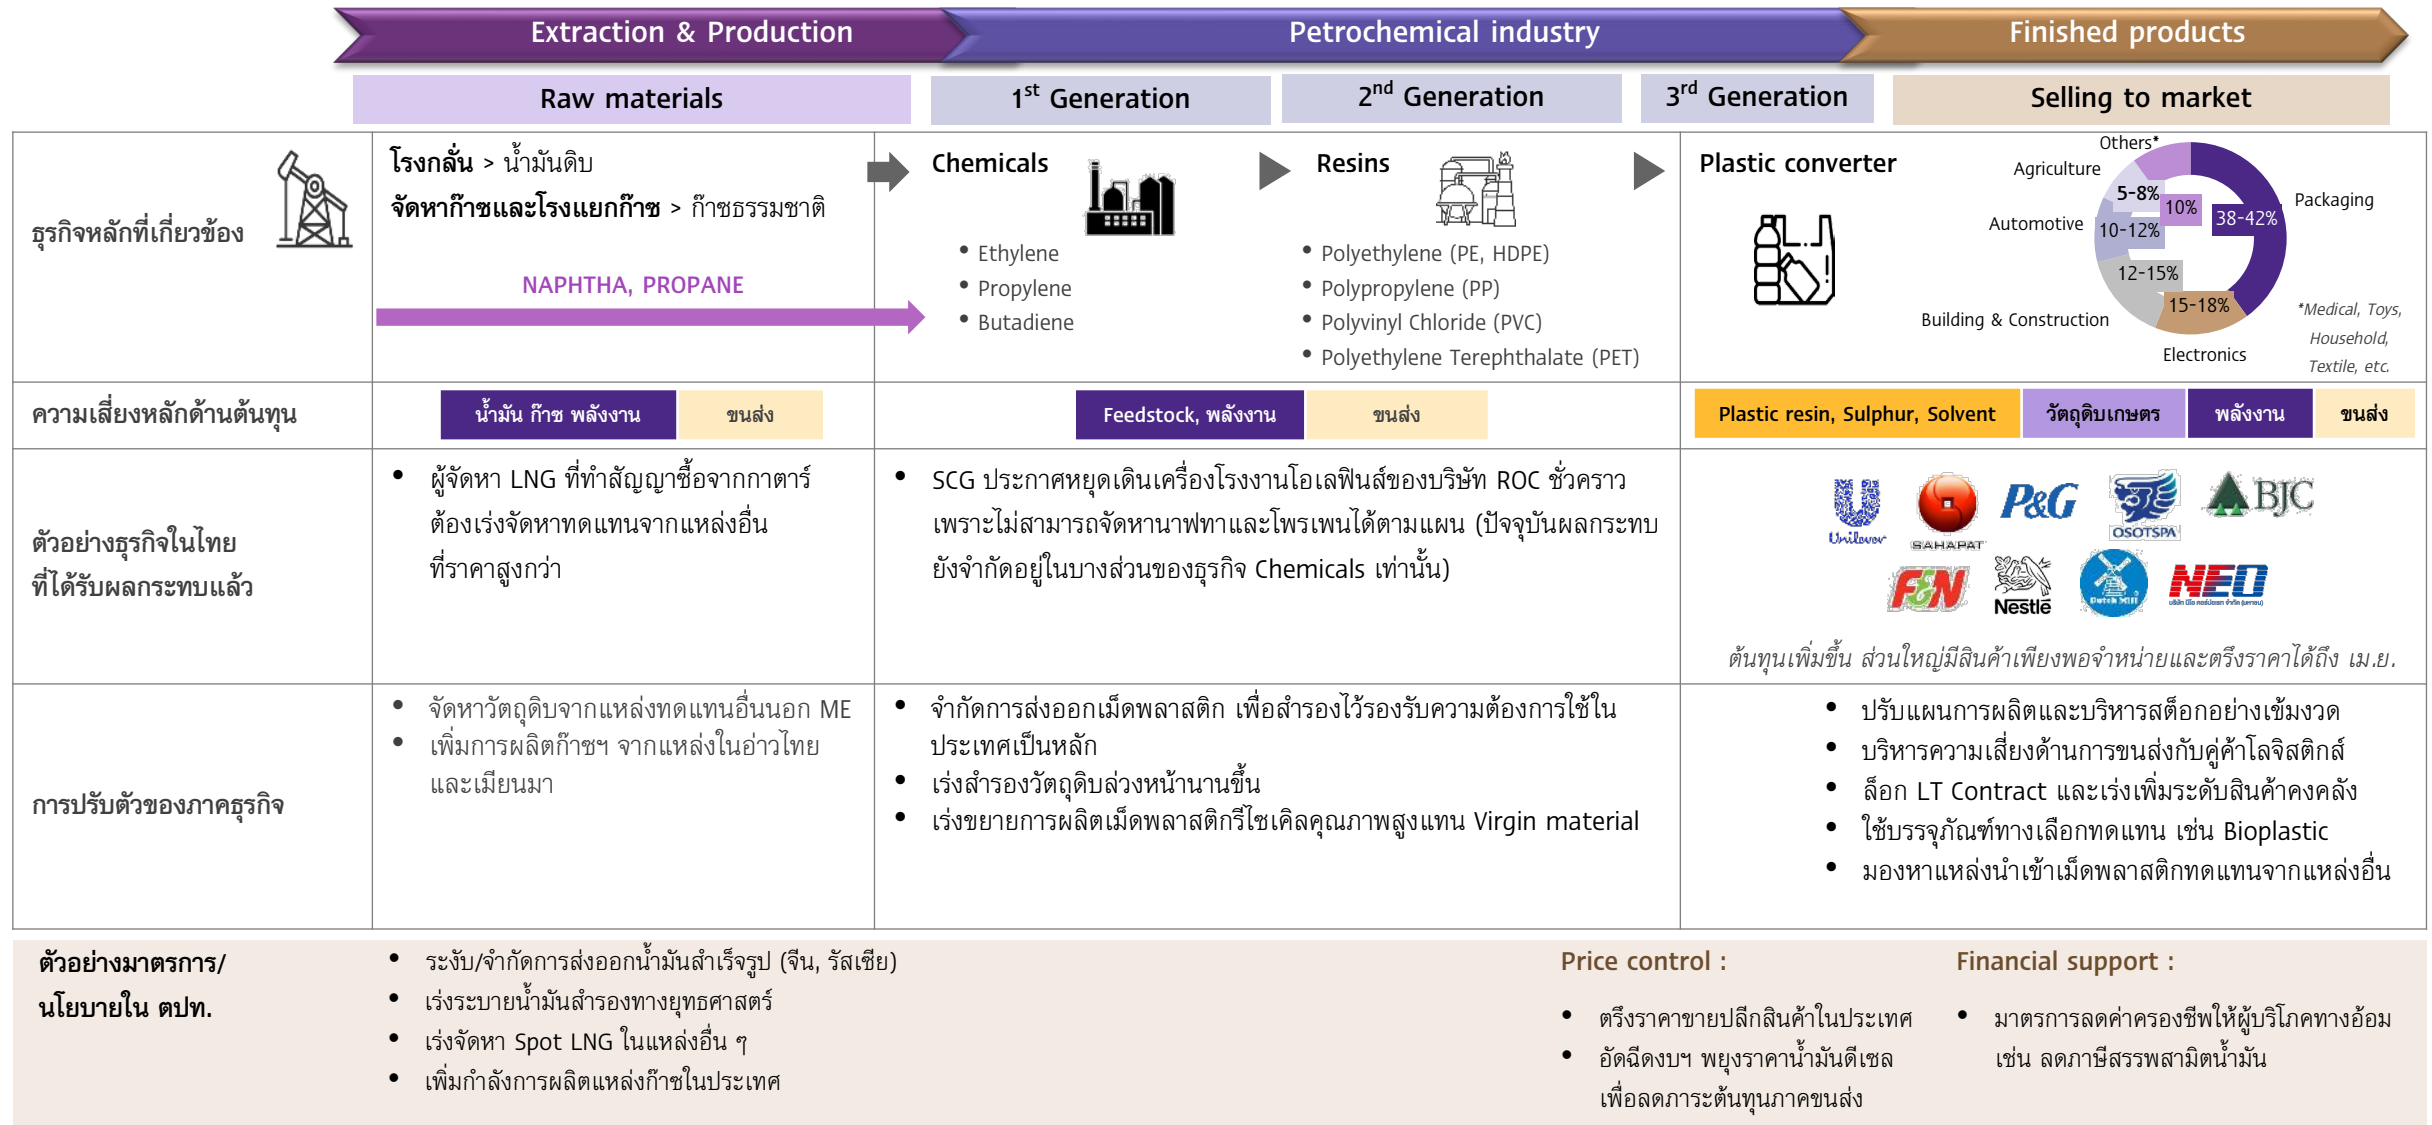 Extraction & Production
Petrochemical industry
Finished products
Raw materials
1st Generation
2nd Generation
3rd Generation
Selling to market
ธุรกิจหลักที่เกี่ยวข้อง
โรงกลั่น > น้ำมันดิบ
จัดหาก๊าซและโรงแยกก๊าซ > ก๊าซธรรมชาติ
NAPHTHA, PROPANE
Chemicals
• Ethylene
• Propylene
• Butadiene
Resins
• Polyethylene (PE, HDPE)
• Polypropylene (PP)
• Polyvinyl Chloride (PVC)
• Polyethylene Terephthalate (PET)
Plastic converter
Others*
Agriculture
Automotive
Building & Construction
Electronics
Packaging
5-8%
10%
38-42%
10-12%
12-15%
15-18%
*Medical, Toys,
Household,
Textile, etc.
ความเสี่ยงหลักด้านต้นทุน
น้ำมัน ก๊าซ พลังงาน
ขนส่ง
Feedstock, พลังงาน
ขนส่ง
Plastic resin, Sulphur, Solvent
วัตถุดิบเกษตร
พลังงาน
ขนส่ง
ตัวอย่างธุรกิจในไทย
ที่ได้รับผลกระทบแล้ว
• ผู้จัดหา LNG ที่ทำสัญญาซื้อจากกาตาร์
ต้องเร่งจัดหาทดแทนจากแหล่งอื่น
ที่ราคาสูงกว่า
• SCG ประกาศหยุดเดินเครื่องโรงงานโอเลฟินส์ของบริษัท ROC ชั่วคราว
เพราะไม่สามารถจัดหานาฟทาและโพรเพนได้ตามแผน (ปัจจุบันผลกระทบ
ยังจำกัดอยู่ในบางส่วนของธุรกิจ Chemicals เท่านั้น)
Unilever
SAHAPAT
P&G
OSOTSPA
BJC
F&N
Nestlé
Dutch Mill
NEO
บริษัท นีโอ คอร์ปอเรท จำกัด (มหาชน)
ต้นทุนเพิ่มขึ้น ส่วนใหญ่มีสินค้าเพียงพอจำหน่ายและตรึงราคาได้ถึง เม.ย.
การปรับตัวของภาคธุรกิจ
• จัดหาวัตถุดิบจากแหล่งทดแทนอื่นนอก ME
• เพิ่มการผลิตก๊าซฯ จากแหล่งในอ่าวไทย
และเมียนมา
• จำกัดการส่งออกเม็ดพลาสติก เพื่อสำรองไว้รองรับความต้องการใช้ใน
ประเทศเป็นหลัก
• เร่งสำรองวัตถุดิบล่วงหน้านานขึ้น
• เร่งขยายการผลิตเม็ดพลาสติกรีไซเคิลคุณภาพสูงแทน Virgin material
• ปรับแผนการผลิตและบริหารสต็อกอย่างเข้มงวด
• บริหารความเสี่ยงด้านการขนส่งกับคู่ค้าโลจิสติกส์
• ล็อก LT Contract และเร่งเพิ่มระดับสินค้าคงคลัง
• ใช้บรรจุภัณฑ์ทางเลือกทดแทน เช่น Bioplastic
• มองหาแหล่งนำเข้าเม็ดพลาสติกทดแทนจากแหล่งอื่น
ตัวอย่างมาตรการ/
นโยบายใน ตปท.
• ระงับ/จำกัดการส่งออกน้ำมันสำเร็จรูป (จีน, รัสเซีย)
• เร่งระบายน้ำมันสำรองทางยุทธศาสตร์
• เร่งจัดหา Spot LNG ในแหล่งอื่น ๆ
• เพิ่มกำลังการผลิตแหล่งก๊าซในประเทศ
Price control :
• ตรึงราคาขายปลีกสินค้าในประเทศ
• อัดฉีดงบฯ พยุงราคาน้ำมันดีเซล
เพื่อลดภาระต้นทุนภาคขนส่ง
Financial support :
• มาตรการลดค่าครองชีพให้ผู้บริโภคทางอ้อม
เช่น ลดภาษีสรรพสามิตน้ำมัน